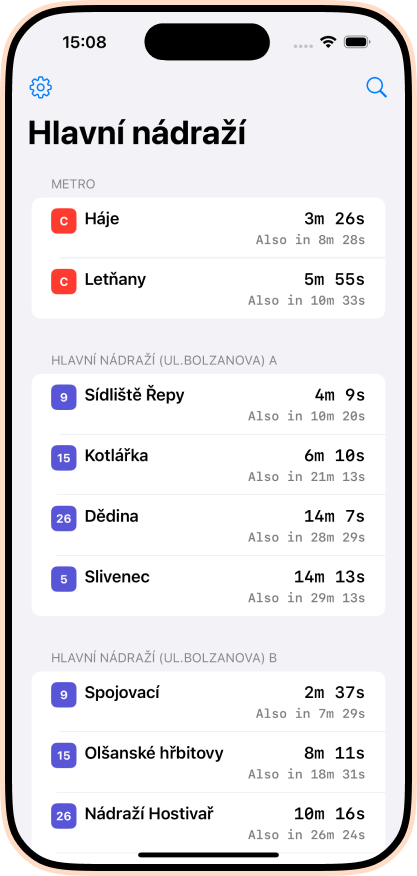 15:08
Hlavní nádraží
METRO
C Háje 3m 26s
Also in 8m 28s
C Letňany 5m 55s
Also in 10m 33s
HLAVNÍ NÁDRAŽÍ (UL.BOLZANOVA) A
9 Sídliště Řepy 4m 9s
Also in 10m 20s
15 Kotlářka 6m 10s
Also in 21m 13s
26 Dědina 14m 7s
Also in 28m 29s
5 Slivenec 14m 13s
Also in 29m 13s
HLAVNÍ NÁDRAŽÍ (UL.BOLZANOVA) B
9 Spojovací 2m 37s
Also in 7m 29s
15 Olšanské hřbitovy 8m 11s
Also in 18m 31s
26 Nádraží Hostivař 10m 16s
Also in 26m 24s